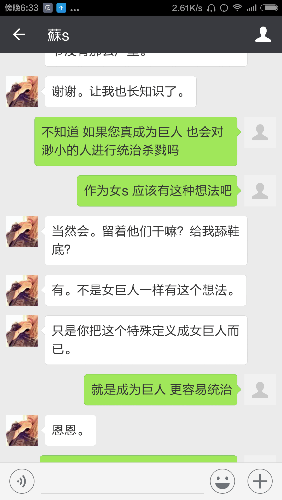 傍晚6:33
2.61K/s
蘇s
谢谢。让我也长知识了。
不知道 如果您真成为巨人 也会对
渺小的人进行统治杀戮吗
作为女s 应该有这种想法吧
当然会。留着他们干嘛？给我舔鞋
底？
有。不是女巨人一样有这个想法。
只是你把这个特殊定义成女巨人而
已。
就是成为巨人 更容易统治
恩恩。